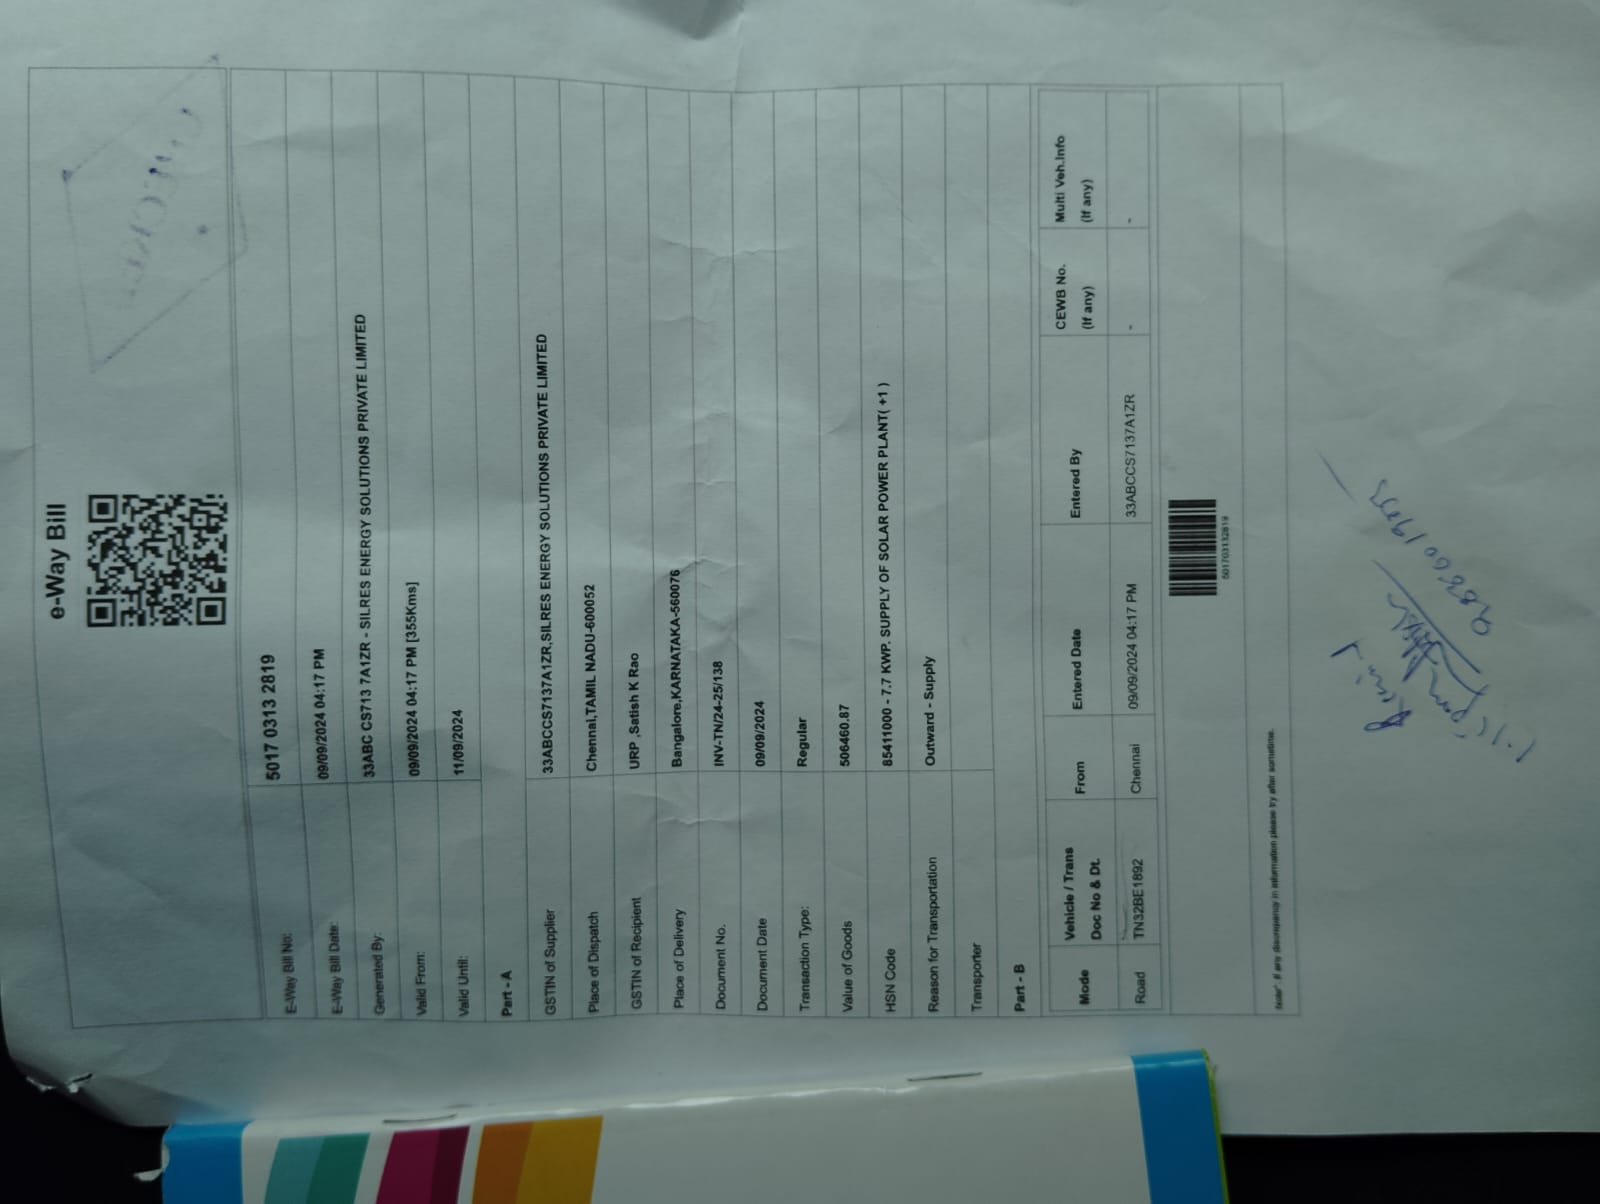 e-Way Bill
E-Way Bill No: 5017 0313 2819
E-Way Bill Date: 09/09/2024 04:17 PM
Generated By: 33ABC CS7113 7A1ZR - SILRES ENERGY SOLUTIONS PRIVATE LIMITED
Valid From: 09/09/2024 04:17 PM [355Kms]
Valid Until: 11/09/2024
Part - A
GSTIN of Supplier 33ABCCS7137A1ZR,SILRES ENERGY SOLUTIONS PRIVATE LIMITED
Place of Dispatch Chennai,TAMIL NADU-600052
GSTIN of Recipient URP ,Satish K Rao
Place of Delivery Bangalore,KARNATAKA-560076
Document No. INV-TN/24-25/138
Document Date 09/09/2024
Transaction Type: Regular
Value of Goods 506460.87
HSN Code 85411000 - 7.7 KWP. SUPPLY OF SOLAR POWER PLANT( +1 )
Reason for Transportation Outward - Supply
Transporter
Part - B
Mode Vehicle / Trans Doc No & Dt. From Entered Date Entered By CEWB No. (If any) Multi Veh.Info (If any)
Road TN32BE1892 Chennai 09/09/2024 04:17 PM 33ABCCS7137A1ZR - -
501703132819
Note*: If any discrepancy in information please try after sometime.